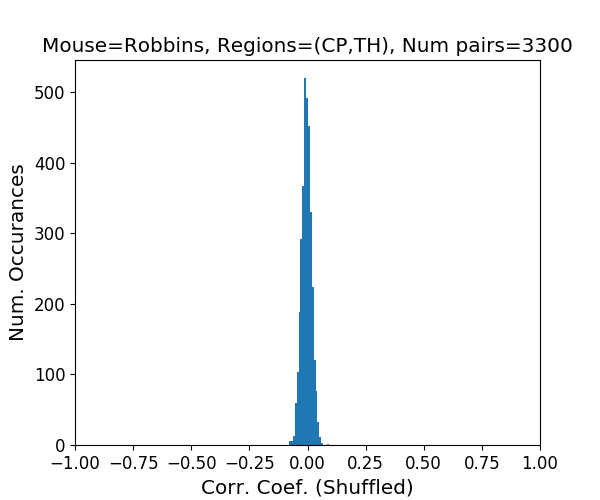 Mouse=Robbins, Regions=(CP,TH), Num pairs=3300
Num. Occurances
500
400
300
200
100
0
−1.00 −0.75 −0.50 −0.25 0.00 0.25 0.50 0.75 1.00
Corr. Coef. (Shuffled)